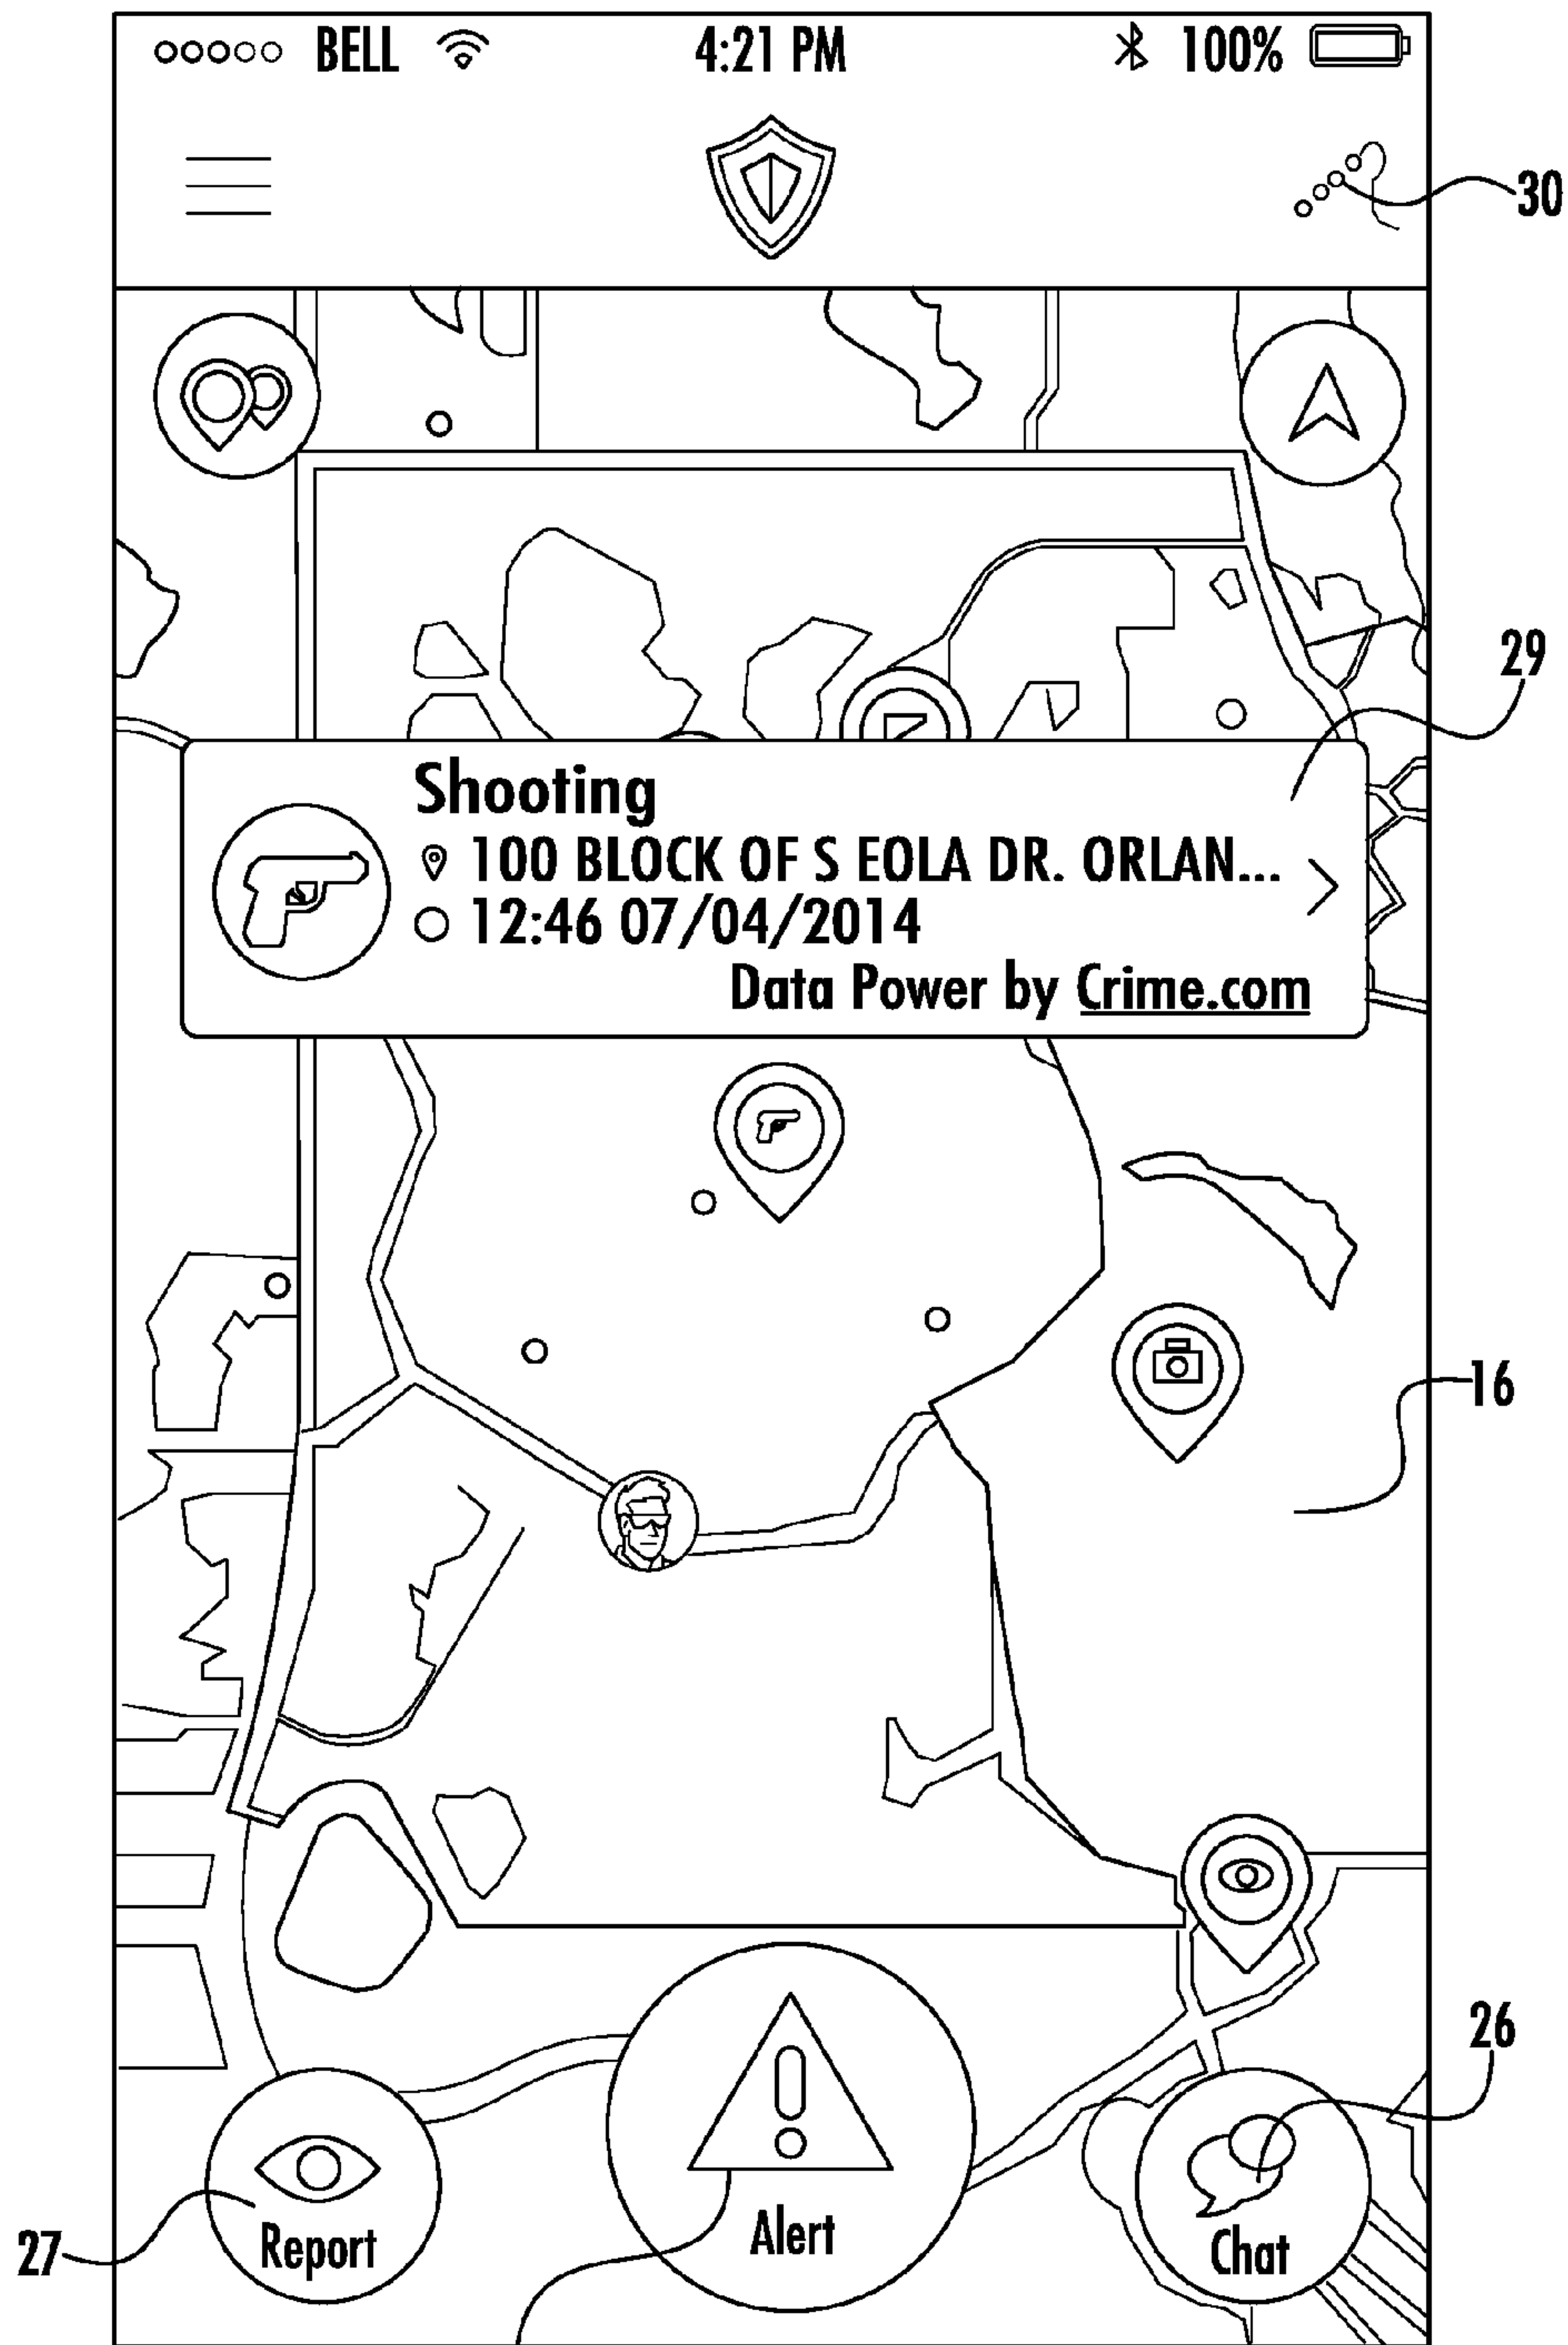 BELL 4:21 PM 100%
30
29
Shooting
100 BLOCK OF S EOLA DR. ORLAN...
12:46 07/04/2014
Data Power by Crime.com
16
26
27
Report
Alert
Chat